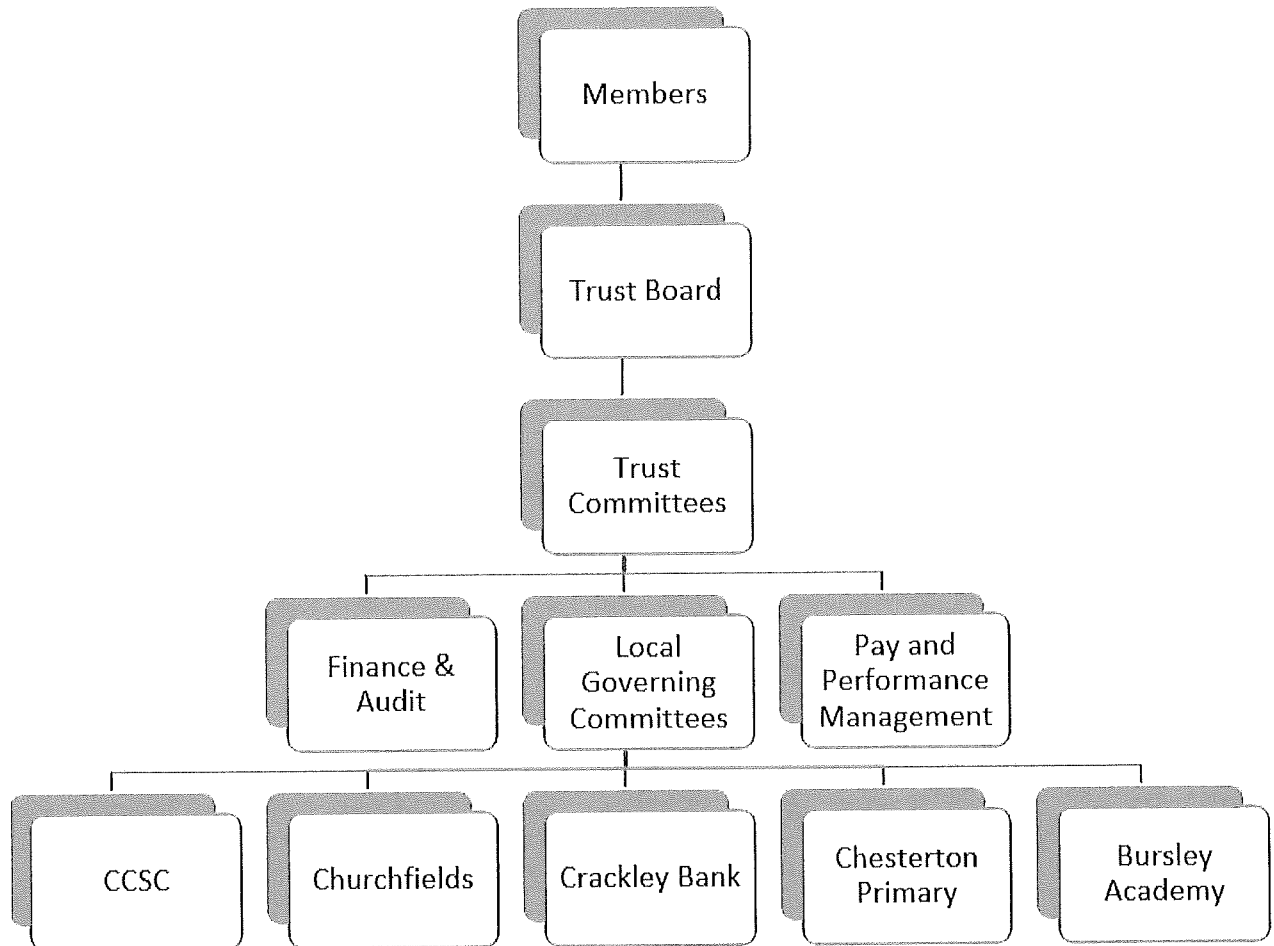 Members
Trust Board
Trust
Committees
Finance &
Audit
Local
Governing
Committees
Pay and
Performance
Management
CCSC
Churchfields
Crackley Bank
Chesterton
Primary
Bursley
Academy